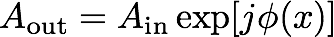 A_out = A_in exp[jϕ(x)]